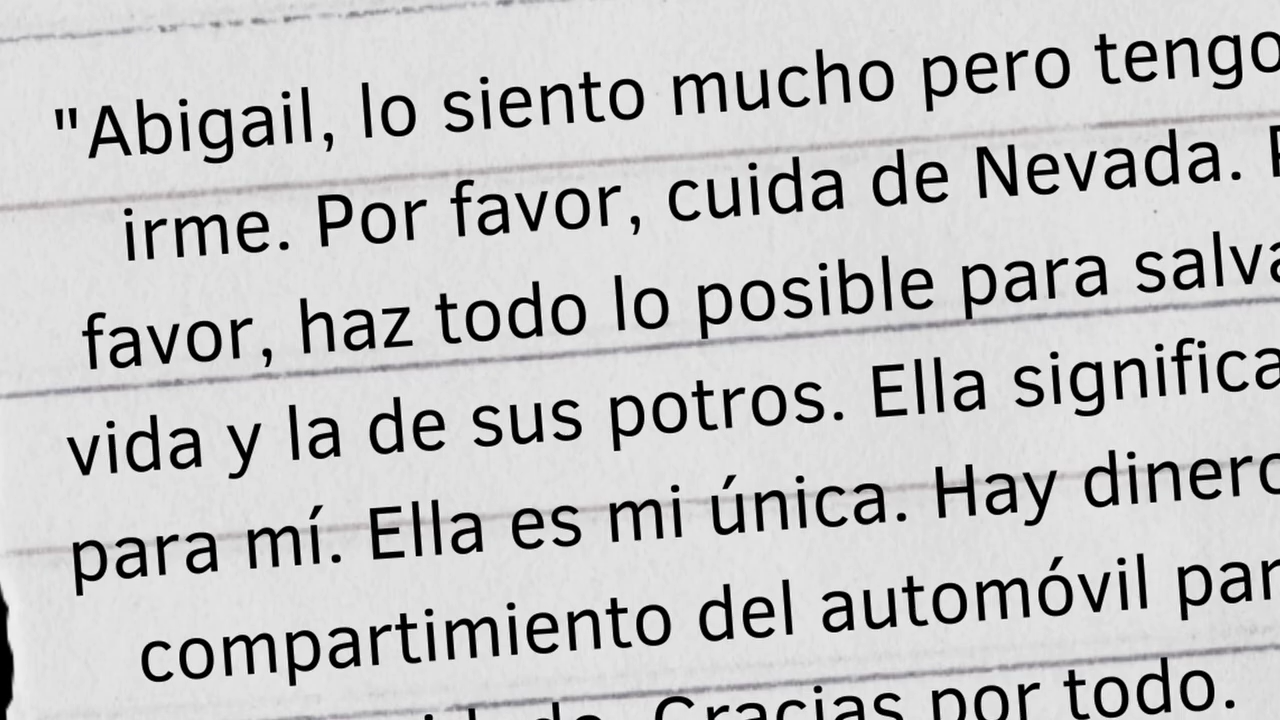 "Abigail, lo siento mucho pero tengo
irme. Por favor, cuida de Nevada.
favor, haz todo lo posible para
vida y la de sus potros. Ella significa
para mí. Ella es mi única. Hay dinero
compartimiento del automóvil
Gracias por todo.